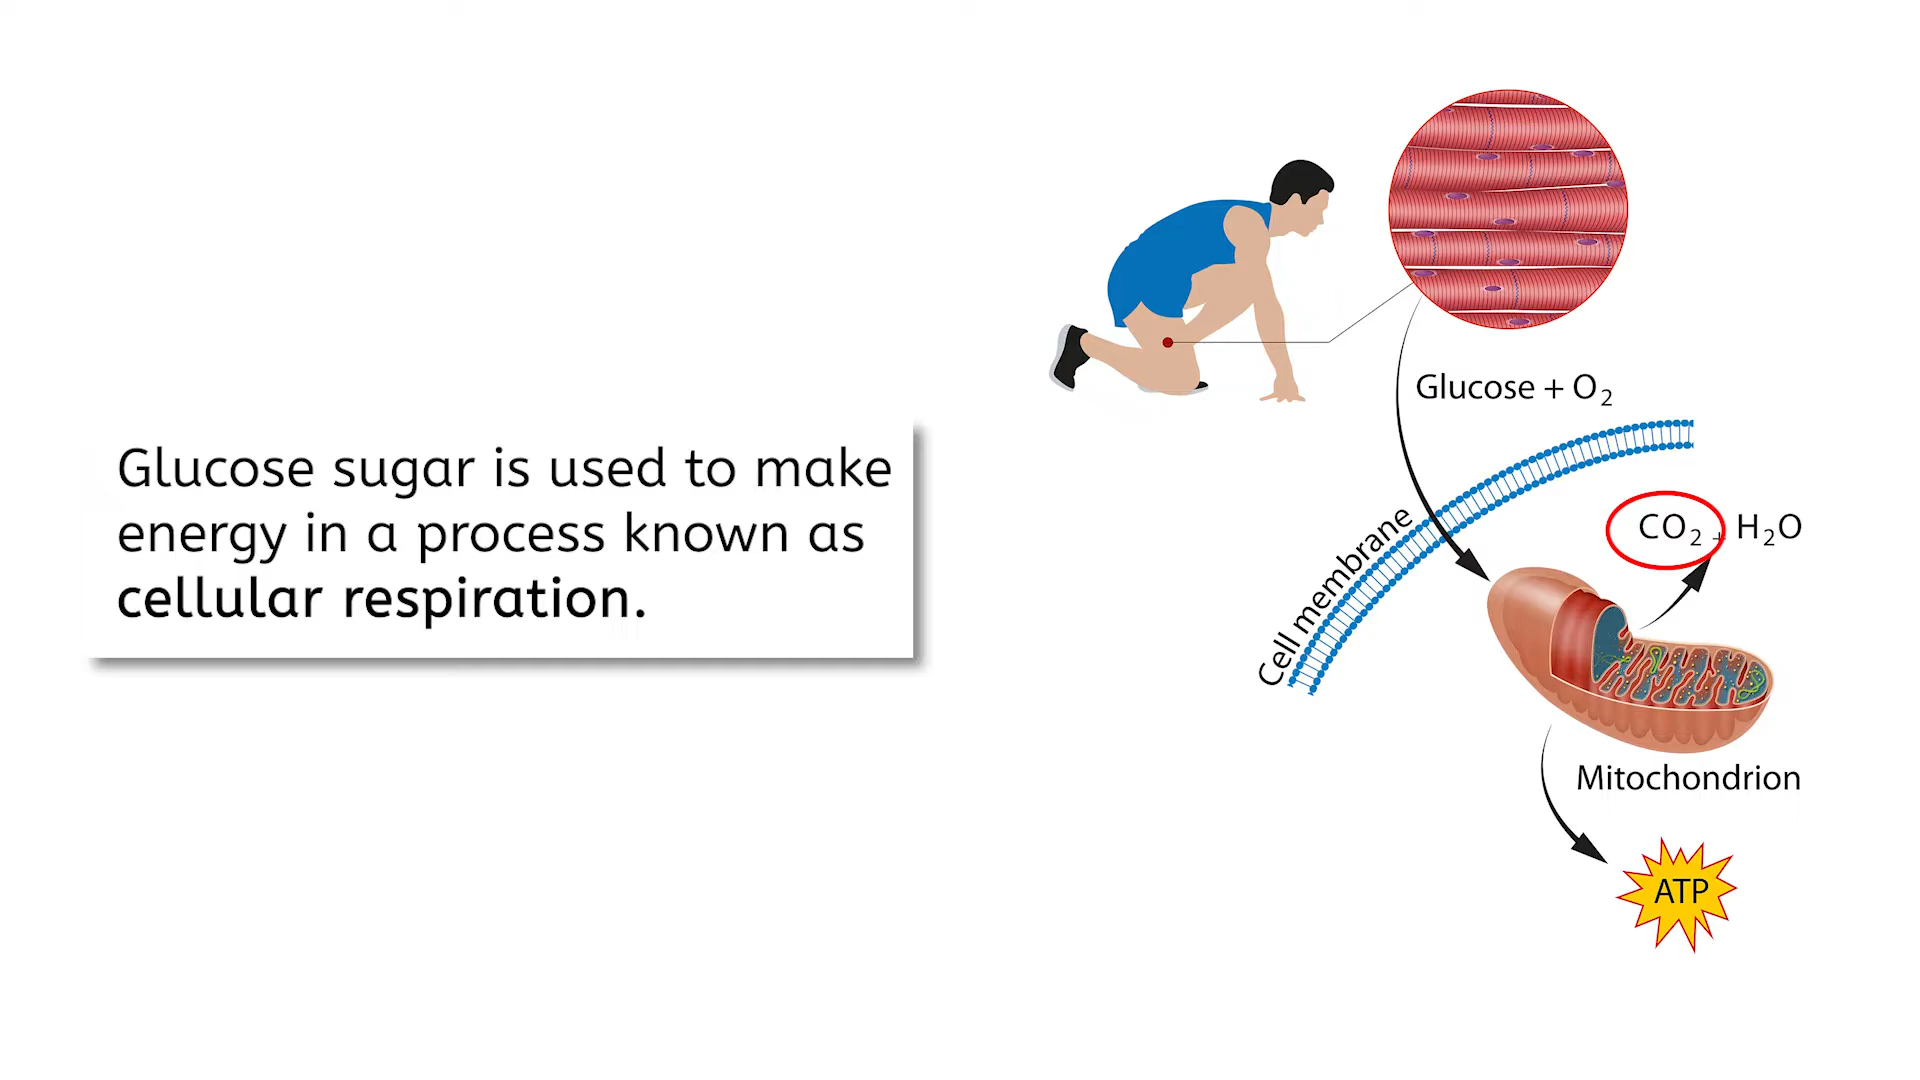 Glucose sugar is used to make
energy in a process known as
cellular respiration.
Glucose + O₂
Cell membrane
CO₂ + H₂O
Mitochondrion
ATP